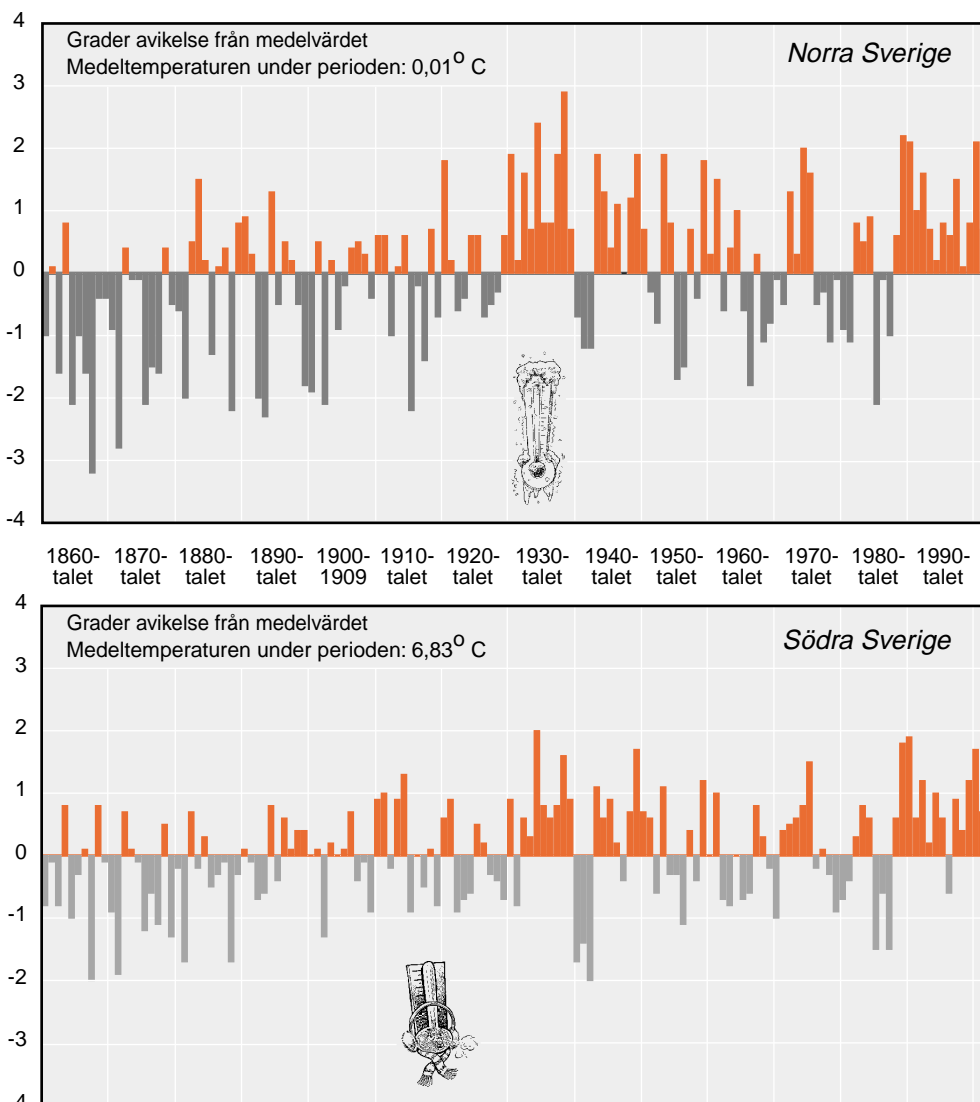 4
3
2
1
0
-1
-2
-3
-4
Grader avikelse från medelvärdet
Medeltemperaturen under perioden: 0,01° C
Norra Sverige
1860- 1870- 1880- 1890- 1900- 1910- 1920- 1930- 1940- 1950- 1960- 1970- 1980- 1990-
talet talet talet talet 1909 talet talet talet talet talet talet talet talet talet
4
3
2
1
0
-1
-2
-3
-4
Grader avikelse från medelvärdet
Medeltemperaturen under perioden: 6,83° C
Södra Sverige